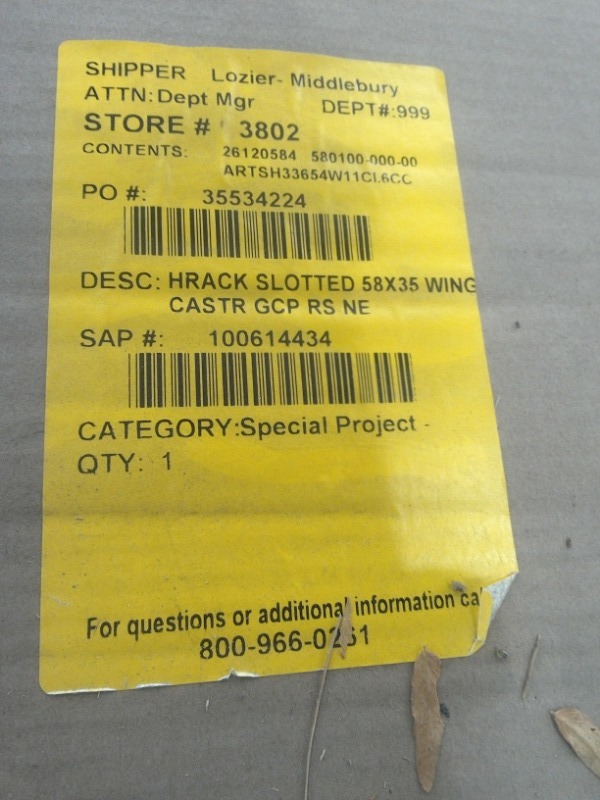 SHIPPER Lozier- Middlebury
ATTN:Dept Mgr DEPT#:999
STORE # 3802
CONTENTS: 26120584 580100-000-00
ARTSH33654W11CL6CC
PO #: 35534224
DESC: HRACK SLOTTED 58X35 WING
CASTR GCP RS NE
SAP #: 100614434
CATEGORY:Special Project -
QTY: 1
For questions or additional information ca
800-966-0261